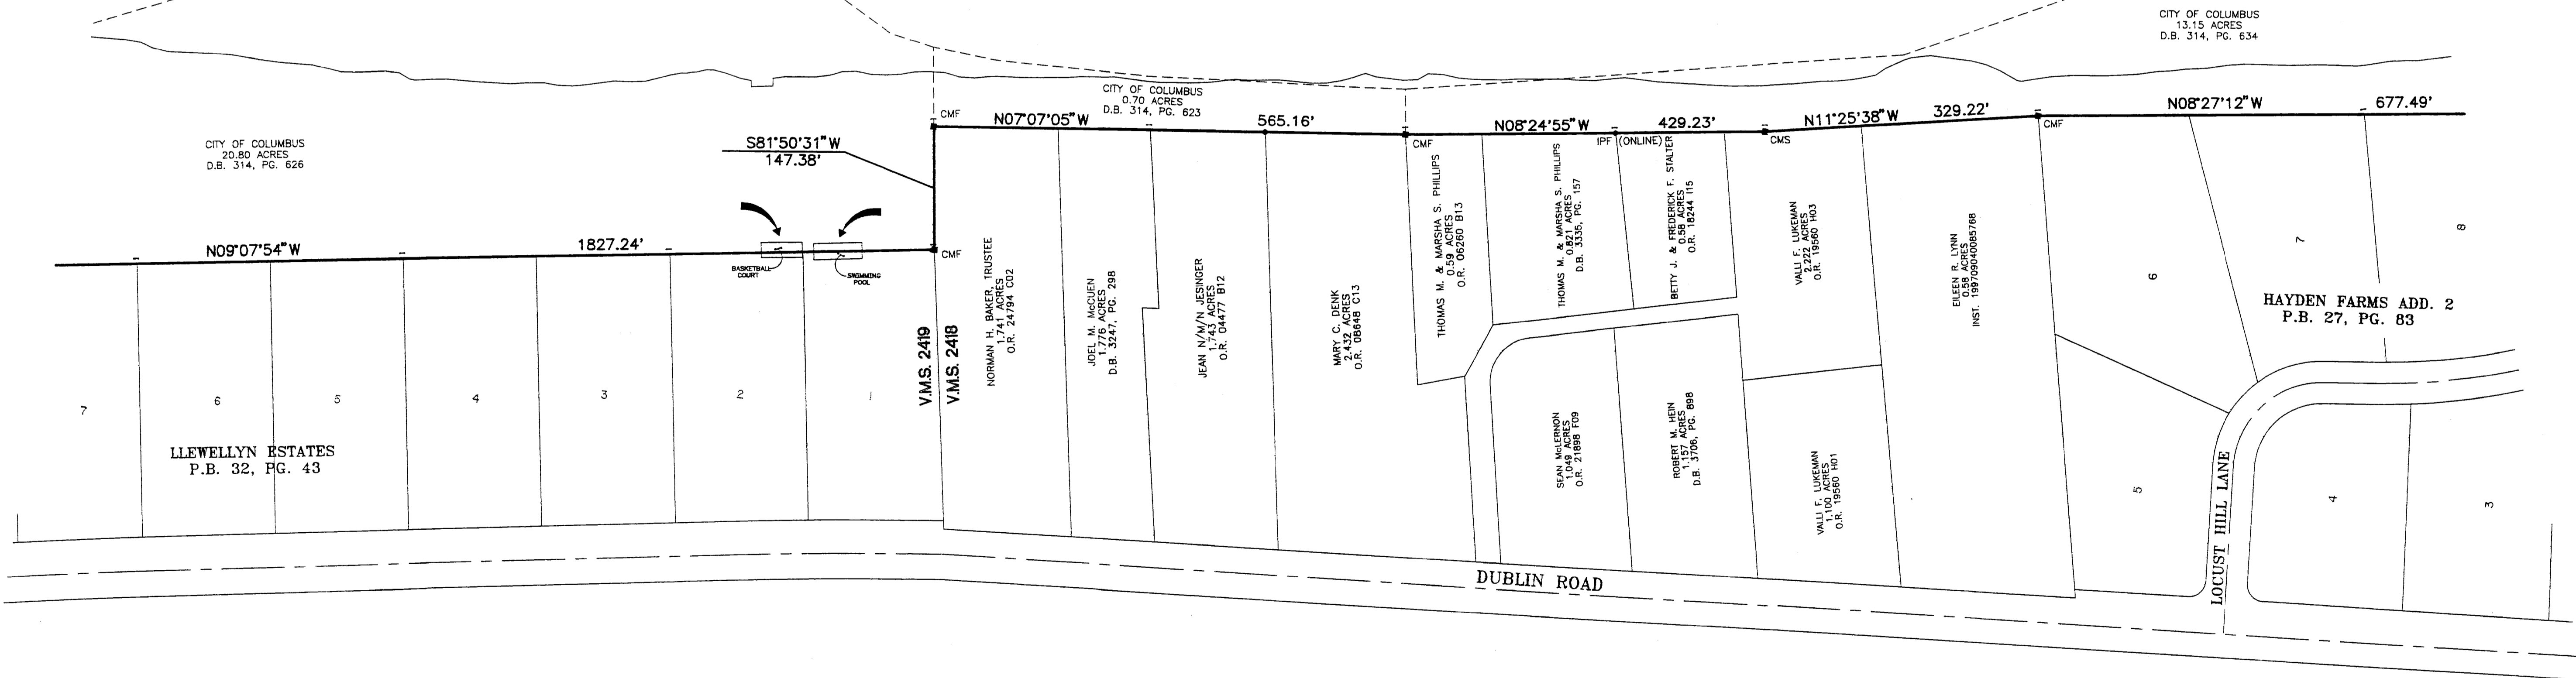 CITY OF COLUMBUS
13.15 ACRES
D.B. 314, PG. 634
CITY OF COLUMBUS
0.70 ACRES
D.B. 314, PG. 623
CITY OF COLUMBUS
20.80 ACRES
D.B. 314, PG. 626
S81°50'31"W
147.38'
CMF
N07°07'05"W
565.16'
CMF
N08°24'55"W
IPF (ONLINE)
429.23'
CMS
N11°25'38"W
329.22'
CMF
N08°27'12"W
677.49'
N09°07'54"W
1827.24'
BASKETBALL
COURT
SWIMMING
POOL
CMF
V.M.S. 2419
V.M.S. 2418
NORMAN H. BAKER, TRUSTEE
1.741 ACRES
O.R. 24794 C02
JOEL M. McCUEN
1.776 ACRES
D.B. 3247, PG. 298
JEAN N/M/N JESINGER
1.743 ACRES
O.R. 04477 B12
MARY C. DENK
2.432 ACRES
O.R. 08648 C13
THOMAS M. & MARSHA S. PHILLIPS
0.59 ACRES
O.R. 06260 B13
THOMAS M. & MARSHA S. PHILLIPS
0.821 ACRES
D.B. 3335, PG. 157
BETTY J. & FREDERICK F. STALTER
0.58 ACRES
O.R. 18244 I15
VALLI F. LUKEMAN
2.222 ACRES
O.R. 19560 H03
EILEEN R. LYNN
0.58 ACRES
INST. 199709040085768
SEAN McLERNON
1.049 ACRES
O.R. 21898 F09
ROBERT M. HEIN
1.157 ACRES
D.B. 3706, PG. 898
VALLI F. LUKEMAN
1.100 ACRES
O.R. 19560 H01
7
6
5
4
3
2
1
LLEWELLYN ESTATES
P.B. 32, PG. 43
6
7
8
HAYDEN FARMS ADD. 2
P.B. 27, PG. 83
5
4
3
LOCUST HILL LANE
DUBLIN ROAD